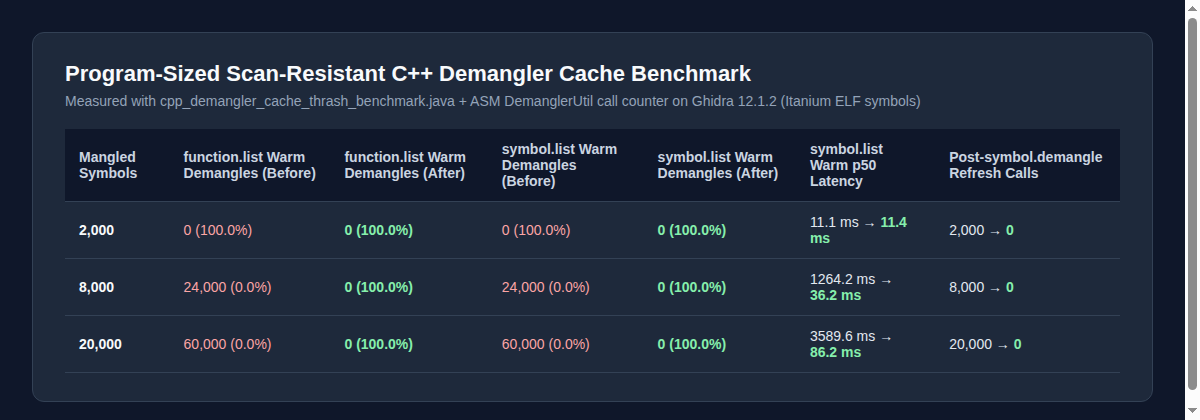 Program-Sized Scan-Resistant C++ Demangler Cache Benchmark
Measured with cpp_demangler_cache_thrash_benchmark.java + ASM DemanglerUtil call counter on Ghidra 12.1.2 (Itanium ELF symbols)
Mangled Symbols
function.list Warm Demangles (Before)
function.list Warm Demangles (After)
symbol.list Warm Demangles (Before)
symbol.list Warm Demangles (After)
symbol.list Warm p50 Latency
Post-symbol.demangle Refresh Calls
2,000 0 (100.0%) 0 (100.0%) 0 (100.0%) 0 (100.0%) 11.1 ms → 11.4 ms 2,000 → 0
8,000 24,000 (0.0%) 0 (100.0%) 24,000 (0.0%) 0 (100.0%) 1264.2 ms → 36.2 ms 8,000 → 0
20,000 60,000 (0.0%) 0 (100.0%) 60,000 (0.0%) 0 (100.0%) 3589.6 ms → 86.2 ms 20,000 → 0